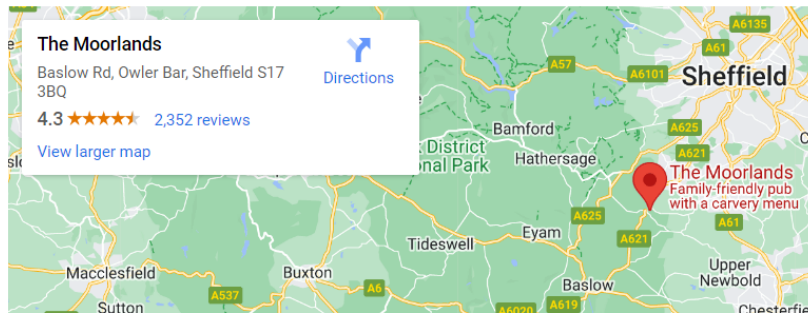 The Moorlands
Baslow Rd, Owler Bar, Sheffield S17
3BQ
Directions
4.3
2,352 reviews
View larger map
A6135
A61
A57
A6101
Sheffield
Bamford
A625
District
Hathersage
A621
The Moorlands
Family-friendly pub
with a carvery menu
A625
A61
Eyam
A621
Tideswell
Macclesfield
Buxton
Upper
Newbold
A537
A6
Baslow
Sutton
A6020
A619